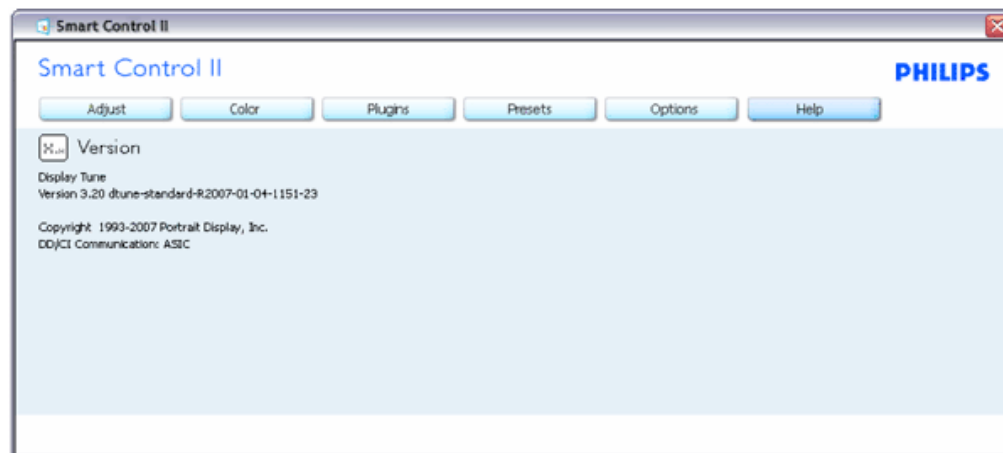 Smart Control II
Smart Control II
PHILIPS
Adjust Color Plugins Presets Options Help
Version
Display Tune
Version 3.20 dtune-standard-R2007-01-04-1151-23
Copyright 1993-2007 Portrait Display, Inc.
DD/CI Communication: ASIC